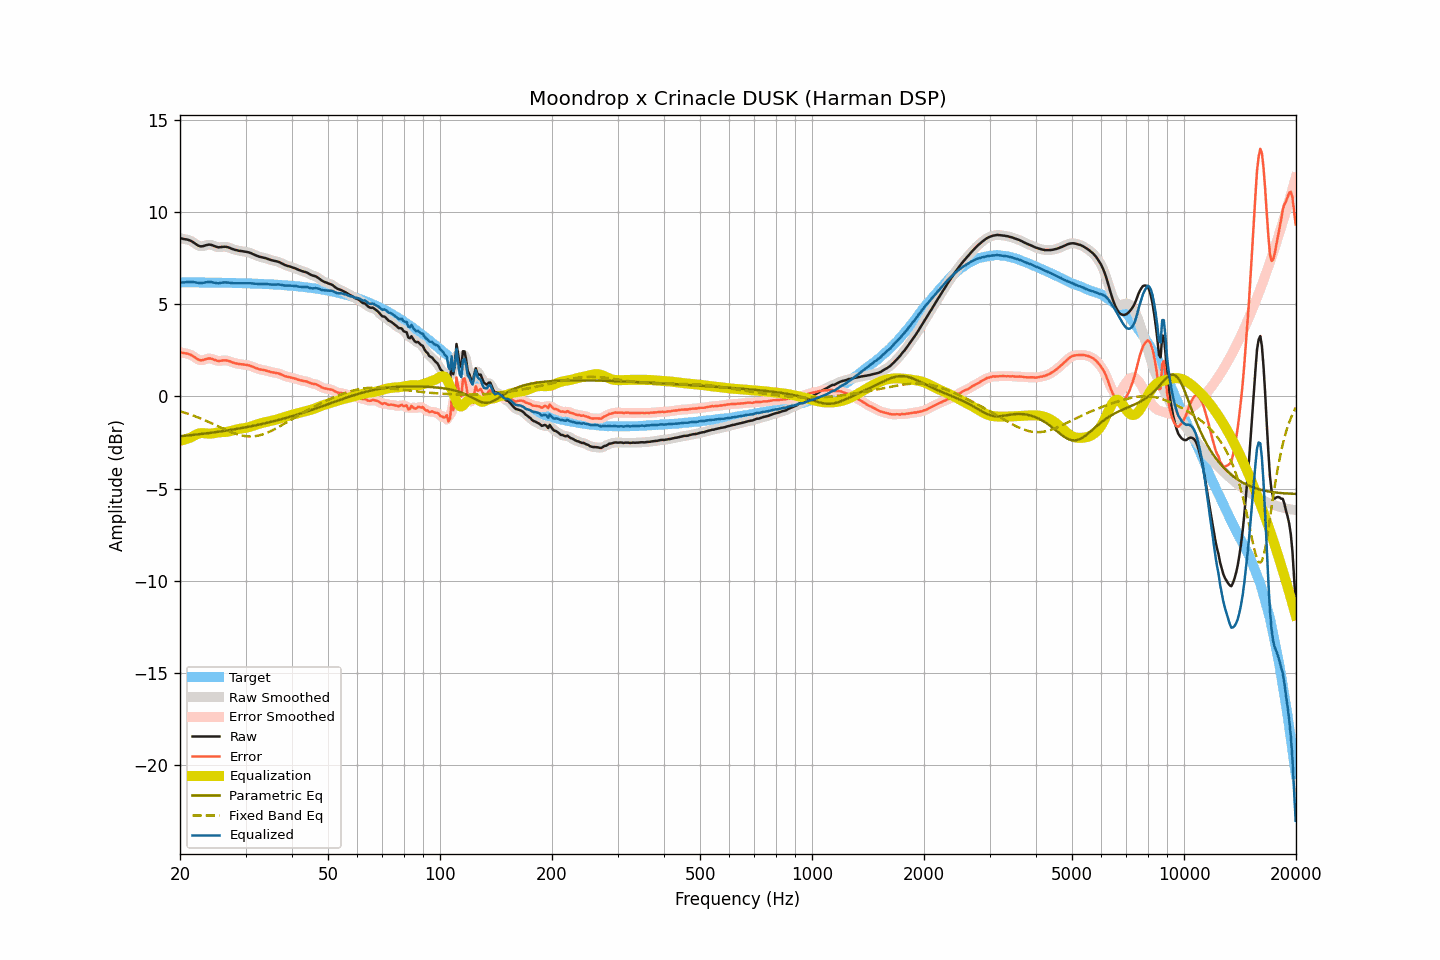 Moondrop x Crinacle DUSK (Harman DSP)
15
10
5
0
−5
−10
−15
−20
Amplitude (dBr)
Target
Raw Smoothed
Error Smoothed
Raw
Error
Equalization
Parametric Eq
Fixed Band Eq
Equalized
20 50 100 200 500 1000 2000 5000 10000 20000
Frequency (Hz)